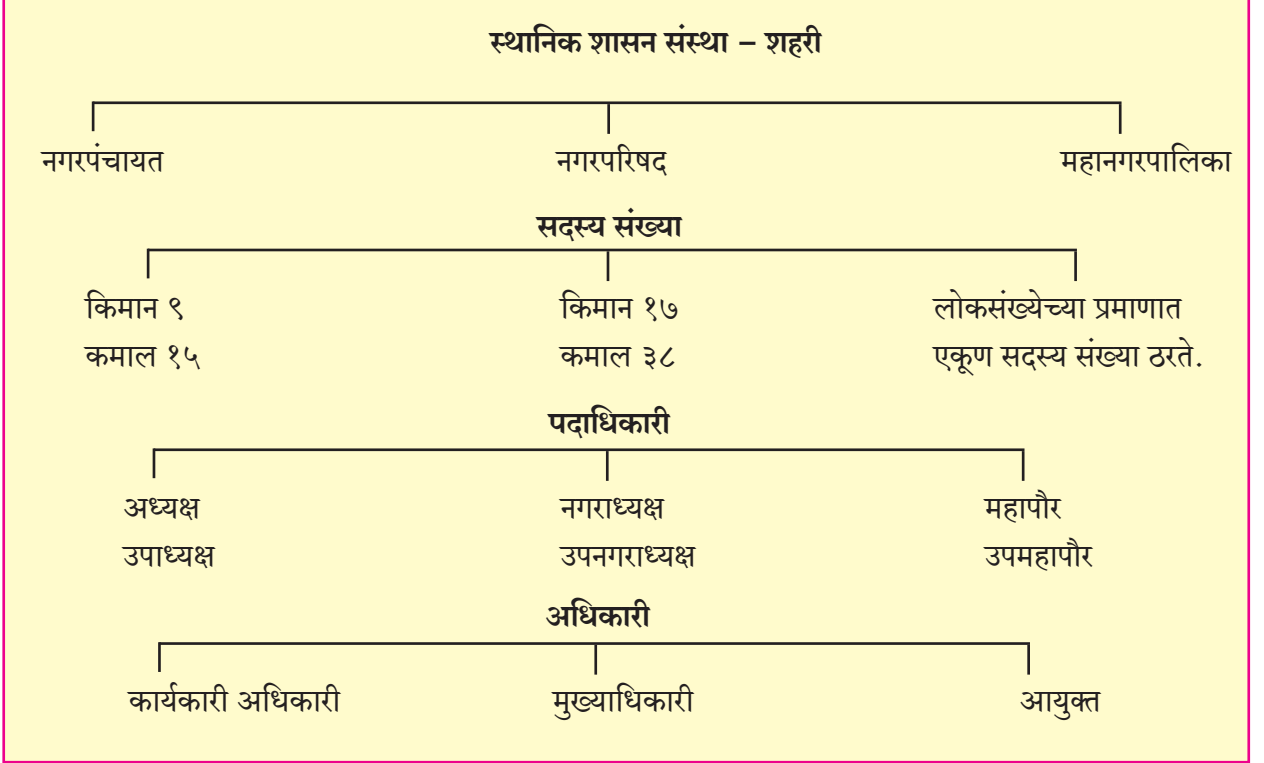 स्थानिक शासन संस्था – शहरी
नगरपंचायत नगरपरिषद महानगरपालिका
सदस्य संख्या
किमान ९ किमान १७ लोकसंख्येच्या प्रमाणात
कमाल १५ कमाल ३८ एकूण सदस्य संख्या ठरते.
पदाधिकारी
अध्यक्ष नगराध्यक्ष महापौर
उपाध्यक्ष उपनगराध्यक्ष उपमहापौर
अधिकारी
कार्यकारी अधिकारी मुख्याधिकारी आयुक्त